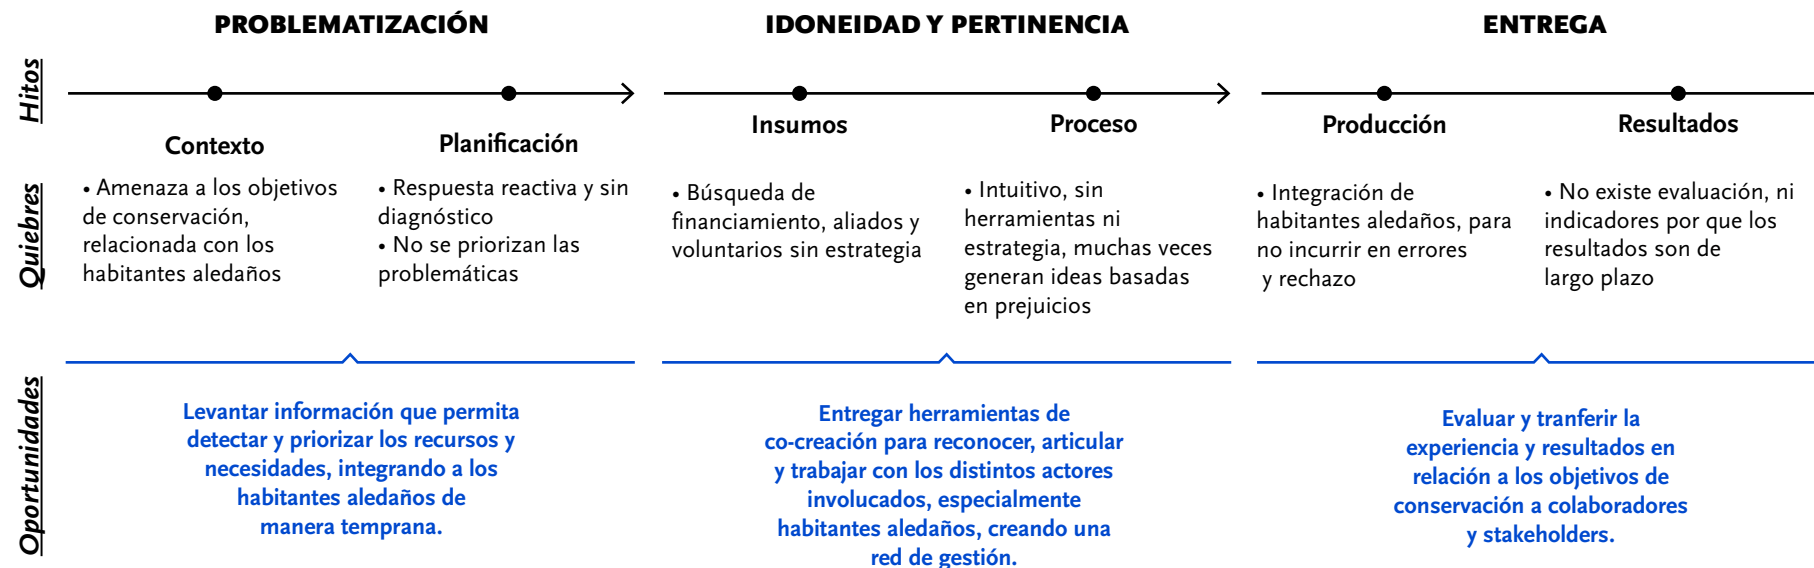 PROBLEMATIZACIÓN
IDONEIDAD Y PERTINENCIA
ENTREGA
Hitos
Contexto
Planificación
Insumos
Proceso
Producción
Resultados
Quiebres
• Amenaza a los objetivos
de conservación,
relacionada con los
habitantes aledaños
• Respuesta reactiva y sin
diagnóstico
• No se priorizan las
problemáticas
• Búsqueda de
financiamiento, aliados y
voluntarios sin estrategia
• Intuitivo, sin
herramientas ni
estrategia, muchas veces
generan ideas basadas
en prejuicios
• Integración de
habitantes aledaños, para
no incurrir en errores
y rechazo
• No existe evaluación, ni
indicadores por que los
resultados son de
largo plazo
Oportunidades
Levantar información que permita
detectar y priorizar los recursos y
necesidades, integrando a los
habitantes aledaños de
manera temprana.
Entregar herramientas de
co-creación para reconocer, articular
y trabajar con los distintos actores
involucados, especialmente
habitantes aledaños, creando una
red de gestión.
Evaluar y tranferir la
experiencia y resultados en
relación a los objetivos de
conservación a colaboradores
y stakeholders.